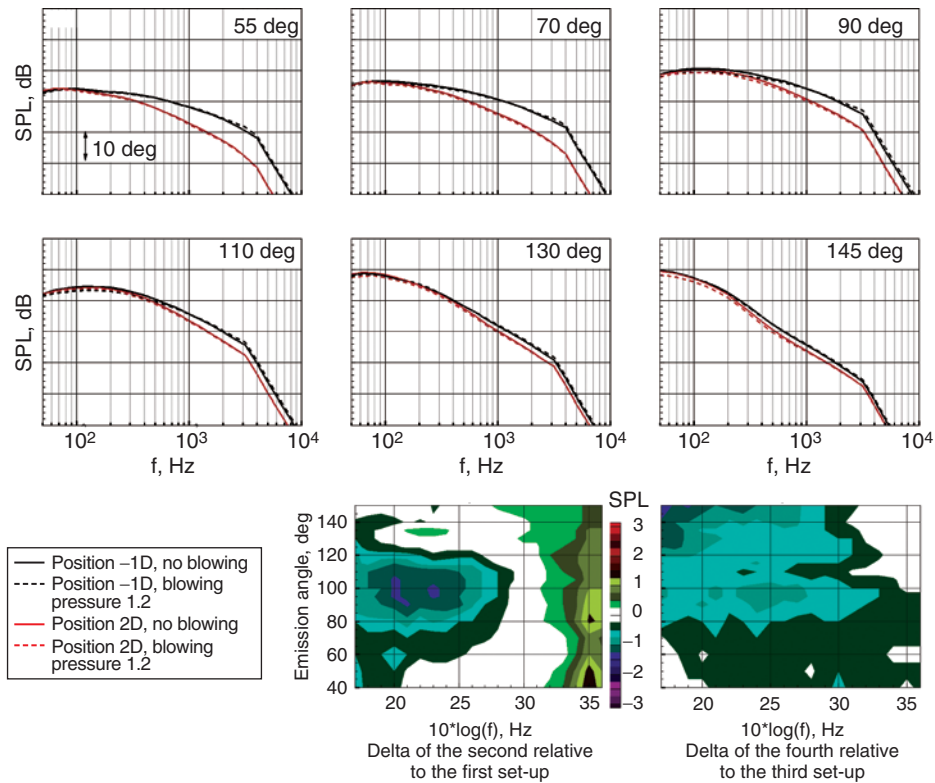 55 deg
70 deg
90 deg
SPL, dB
10 deg
110 deg
130 deg
145 deg
SPL, dB
10² 10³ 10⁴ 10² 10³ 10⁴ 10² 10³ 10⁴
f, Hz f, Hz f, Hz
Position –1D, no blowing
Position –1D, blowing
pressure 1.2
Position 2D, no blowing
Position 2D, blowing
pressure 1.2
Emission angle, deg
140
120
100
80
60
40
20 25 30 35
10*log(f), Hz
Delta of the second relative
to the first set-up
SPL
3
2
1
0
–1
–2
–3
20 25 30 35
10*log(f), Hz
Delta of the fourth relative
to the third set-up